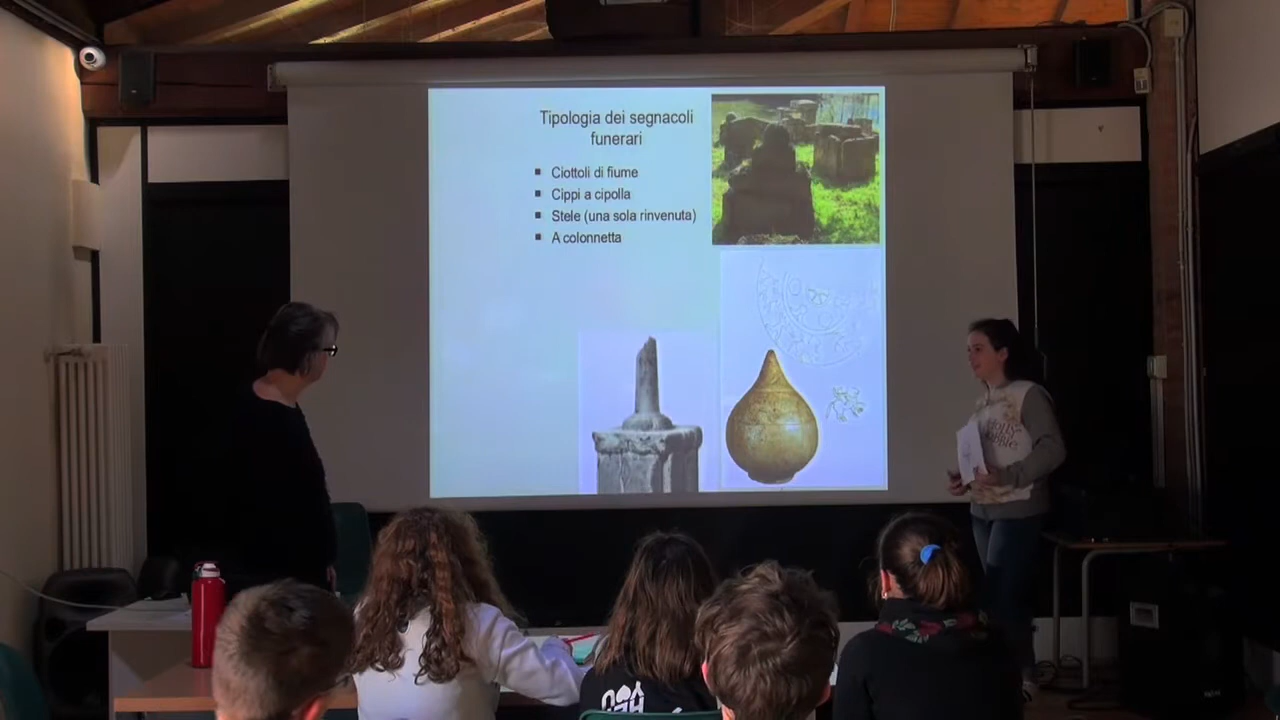 Tipologia dei segnacoli
funerari
▪ Ciottoli di fiume
▪ Cippi a cipolla
▪ Stele (una sola rinvenuta)
▪ A colonnetta